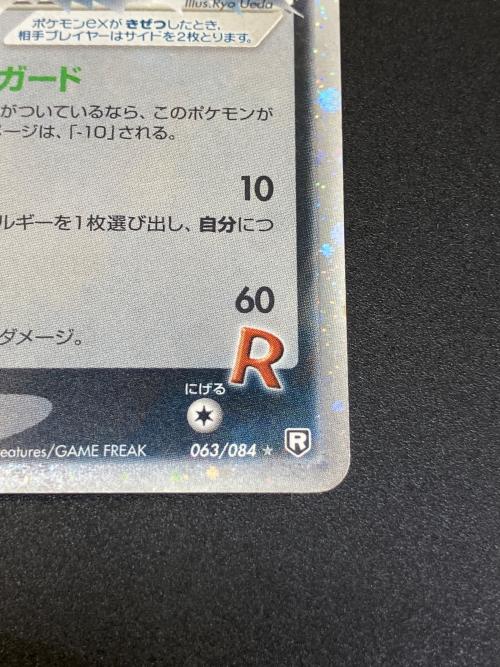 Illus.Ryo Ueda
ポケモンexが きぜつしたとき、
相手プレイヤーはサイドを2枚とります。
ガード
がついているなら、このポケモンが
ージは、「-10」される。
10
ルギーを1枚選び出し、自分につ
60
ダメージ。
R
にげる
eatures/GAME FREAK
063/084 ★ R